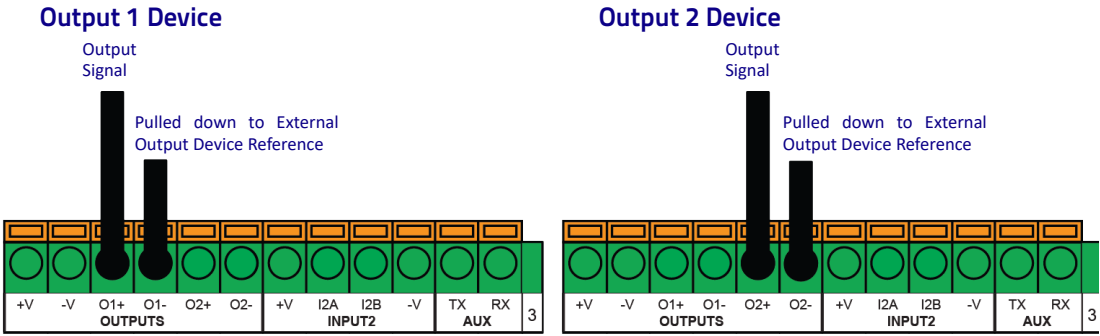 Output 1 Device
Output
Signal
Pulled down to External
Output Device Reference
+V -V O1+ O1- O2+ O2- +V I2A I2B -V TX RX 3
OUTPUTS INPUT2 AUX
Output 2 Device
Output
Signal
Pulled down to External
Output Device Reference
+V -V O1+ O1- O2+ O2- +V I2A I2B -V TX RX 3
OUTPUTS INPUT2 AUX